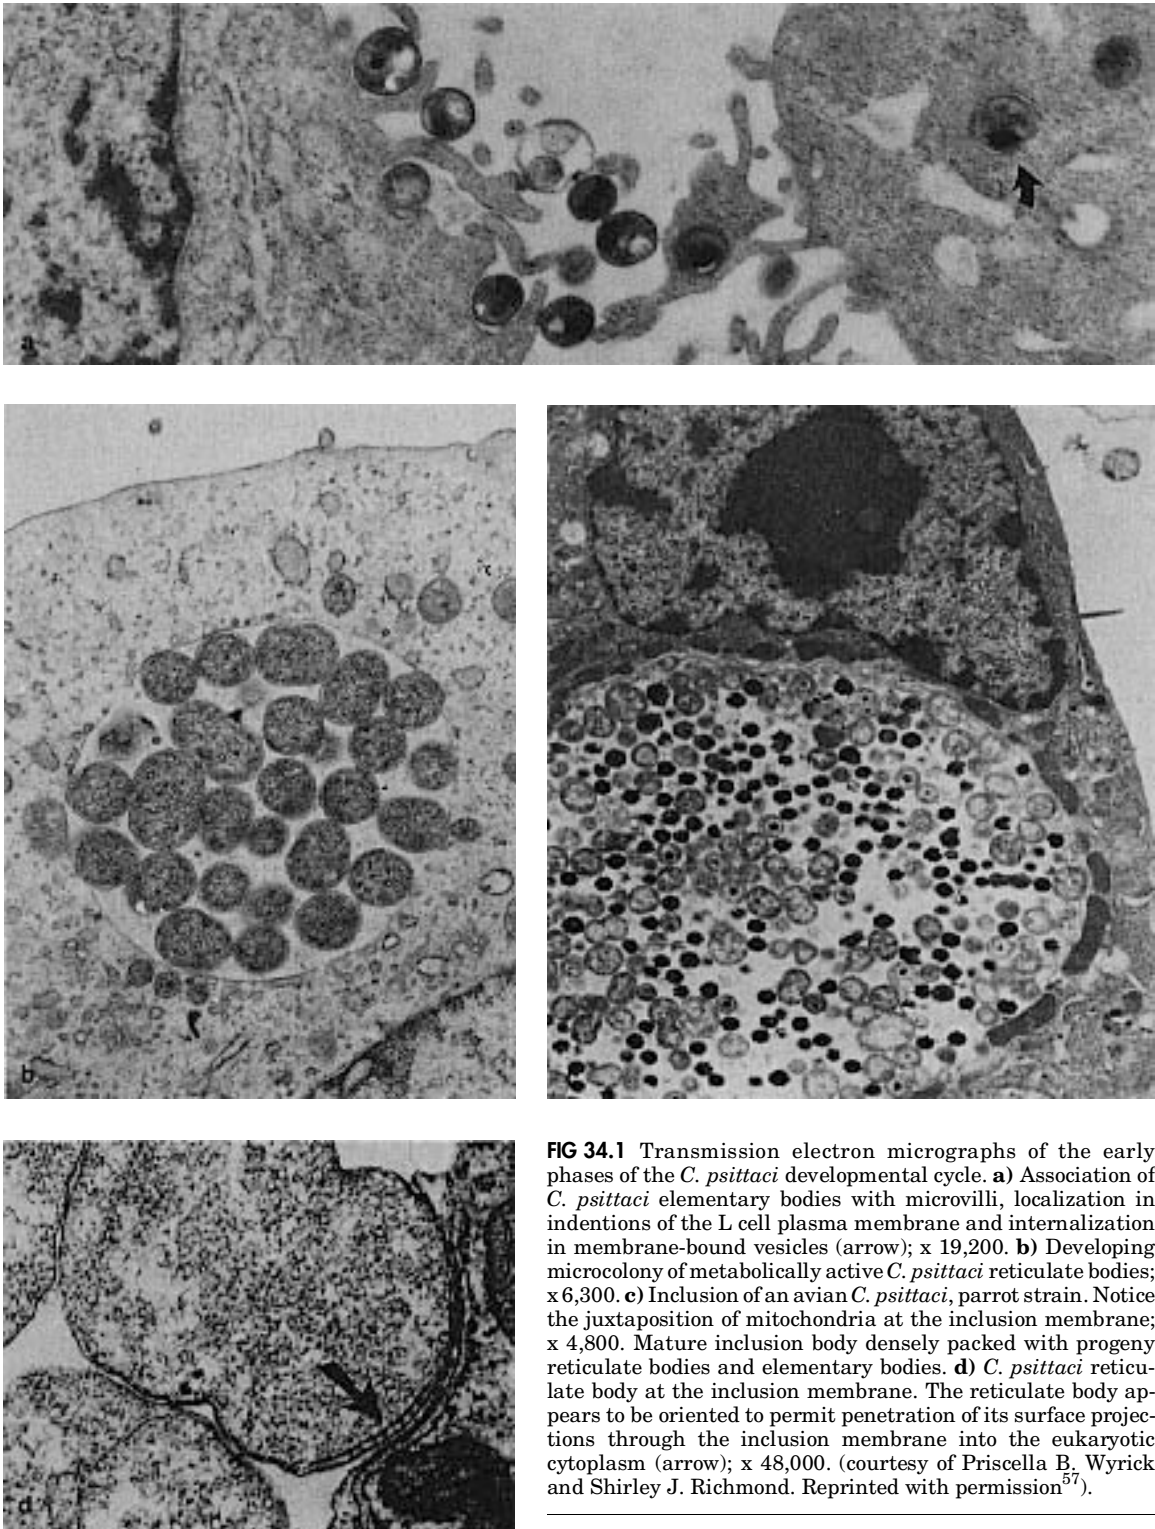 a
b
d
FIG 34.1 Transmission electron micrographs of the early
phases of the C. psittaci developmental cycle. a) Association of
C. psittaci elementary bodies with microvilli, localization in
indentions of the L cell plasma membrane and internalization
in membrane-bound vesicles (arrow); x 19,200. b) Developing
microcolony of metabolically active C. psittaci reticulate bodies;
x 6,300. c) Inclusion of an avian C. psittaci, parrot strain. Notice
the juxtaposition of mitochondria at the inclusion membrane;
x 4,800. Mature inclusion body densely packed with progeny
reticulate bodies and elementary bodies. d) C. psittaci reticu-
late body at the inclusion membrane. The reticulate body ap-
pears to be oriented to permit penetration of its surface projec-
tions through the inclusion membrane into the eukaryotic
cytoplasm (arrow); x 48,000. (courtesy of Priscella B. Wyrick
and Shirley J. Richmond. Reprinted with permission57).